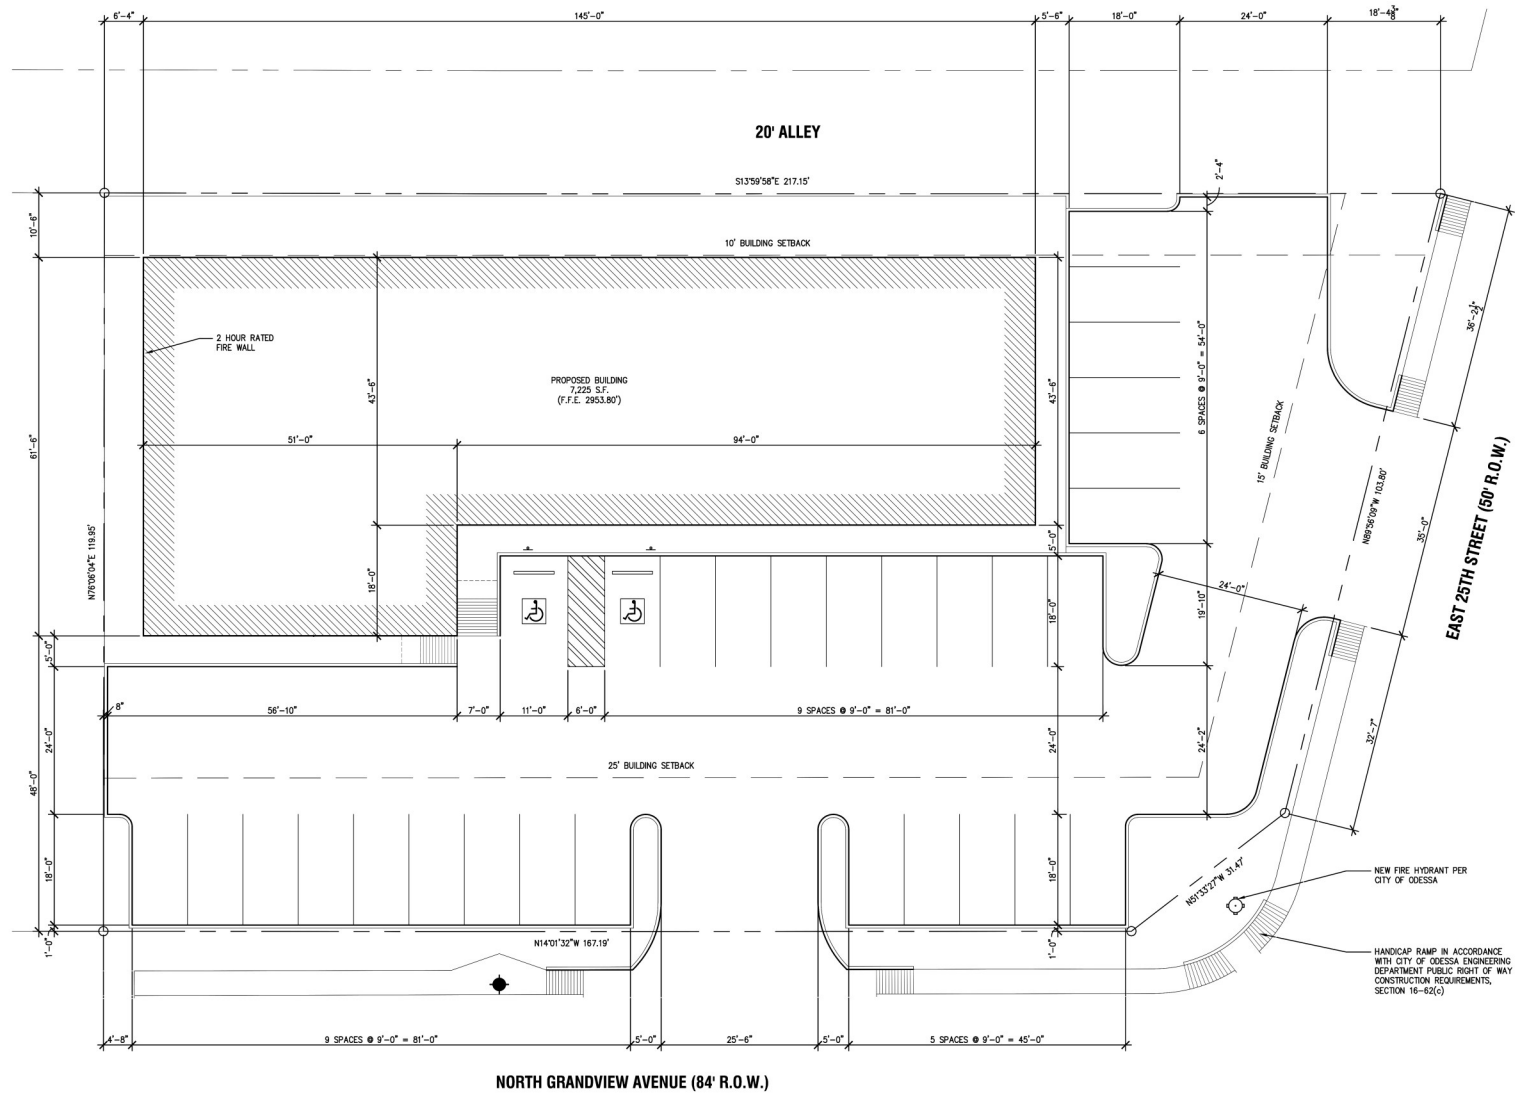 6'-4"
145'-0"
5'-6"
18'-0"
24'-0"
18'-4 3/8"
20' ALLEY
S13°59'58"E 217.15'
2'-4"
10'-6"
10' BUILDING SETBACK
2 HOUR RATED
FIRE WALL
PROPOSED BUILDING
7,225 S.F.
(F.F.E. 2953.80')
43'-6"
43'-6"
6 SPACES @ 9'-0" = 54'-0"
36'-2 1/2"
61'-6"
51'-0"
94'-0"
15' BUILDING SETBACK
N89°56'09"W 103.80'
EAST 25TH STREET (50' R.O.W.)
35'-0"
N76°06'04"E 119.95'
5'-0"
18'-0"
18'-0"
24'-0"
19'-10"
5'-0"
8"
56'-10"
7'-0"
11'-0"
6'-0"
9 SPACES @ 9'-0" = 81'-0"
24'-0"
48'-0"
24'-0"
24'-2"
32'-7"
25' BUILDING SETBACK
18'-0"
18'-0"
N51°33'27"W 31.47'
NEW FIRE HYDRANT PER
CITY OF ODESSA
1'-0"
N14°01'32"W 167.19'
1'-0"
HANDICAP RAMP IN ACCORDANCE
WITH CITY OF ODESSA ENGINEERING
DEPARTMENT PUBLIC RIGHT OF WAY
CONSTRUCTION REQUIREMENTS,
SECTION 16-62(c)
4'-8"
9 SPACES @ 9'-0" = 81'-0"
5'-0"
25'-6"
5'-0"
5 SPACES @ 9'-0" = 45'-0"
NORTH GRANDVIEW AVENUE (84' R.O.W.)